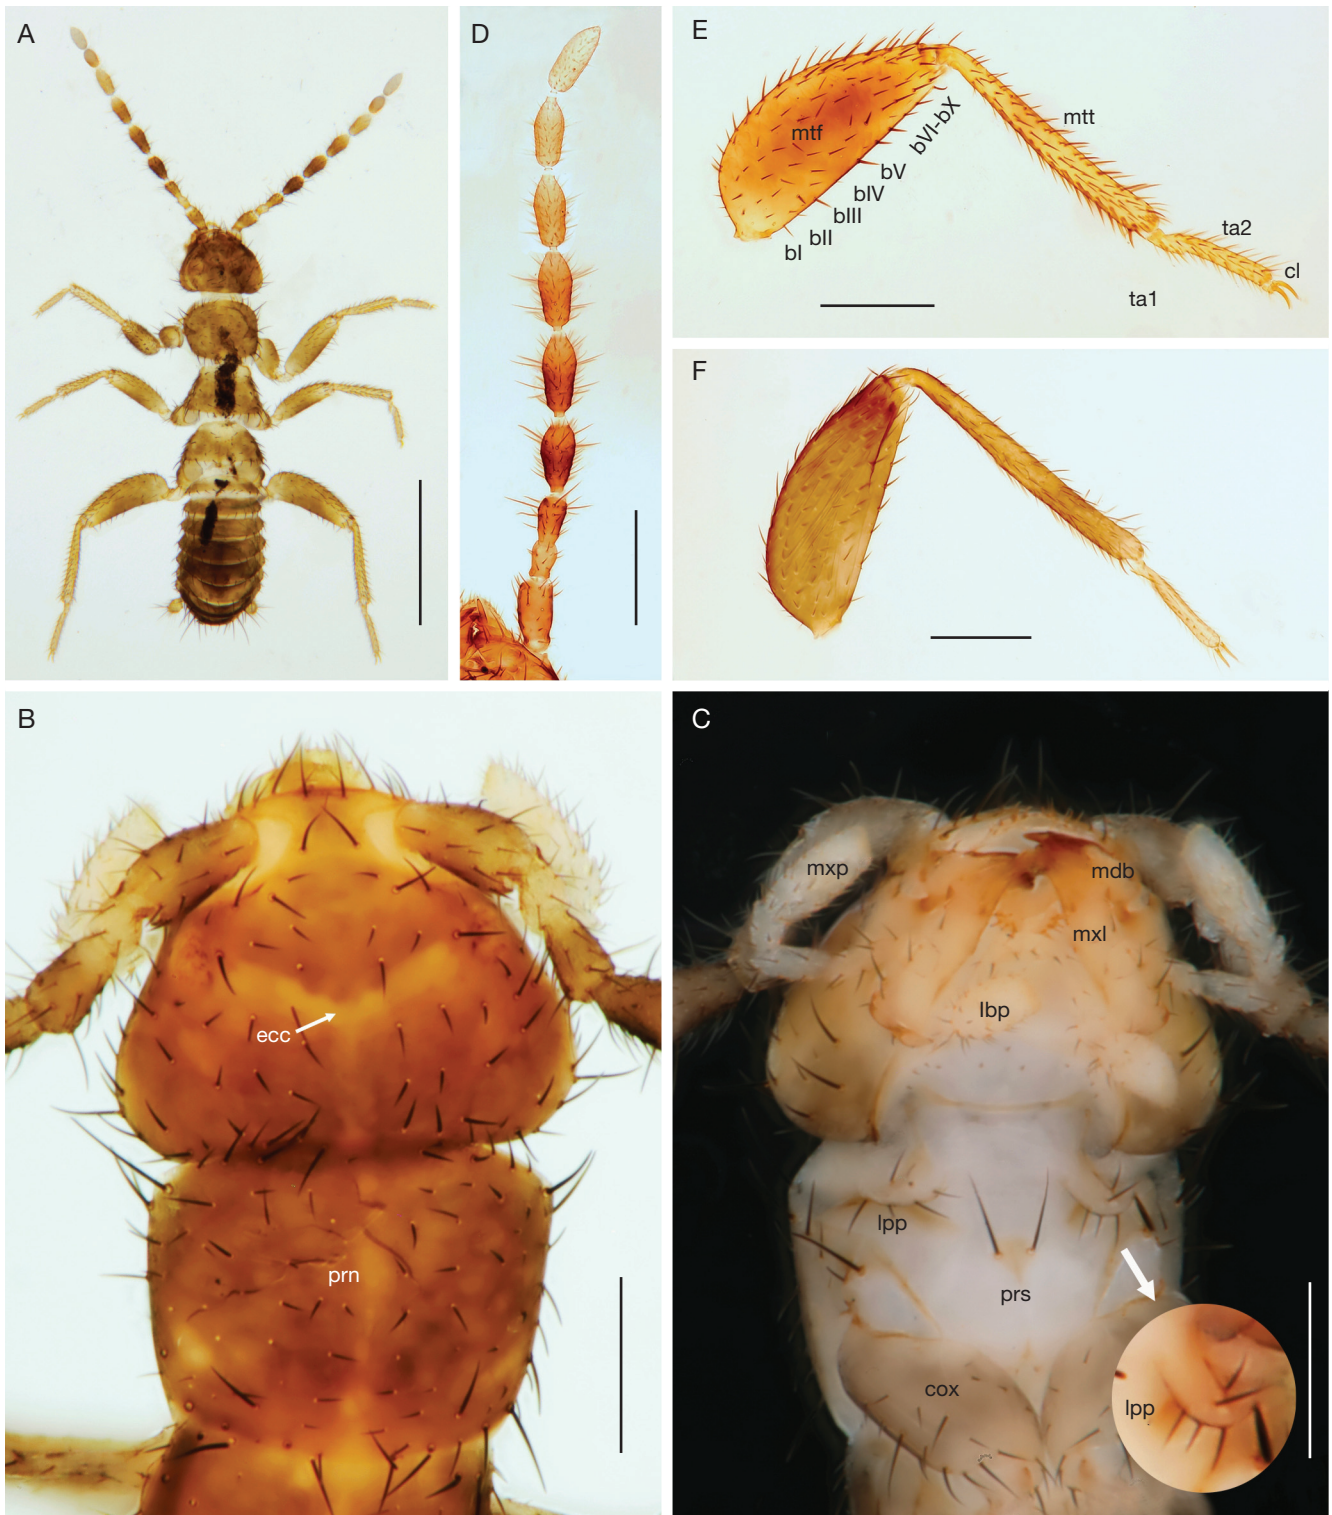 A
D
E
mtf
mtt
bVI-bX
bV
bIV
bIII
bII
bI
ta2
cl
ta1
F
B
ecc
prn
C
mxp
mdb
mxl
lbp
lpp
prs
cox
lpp